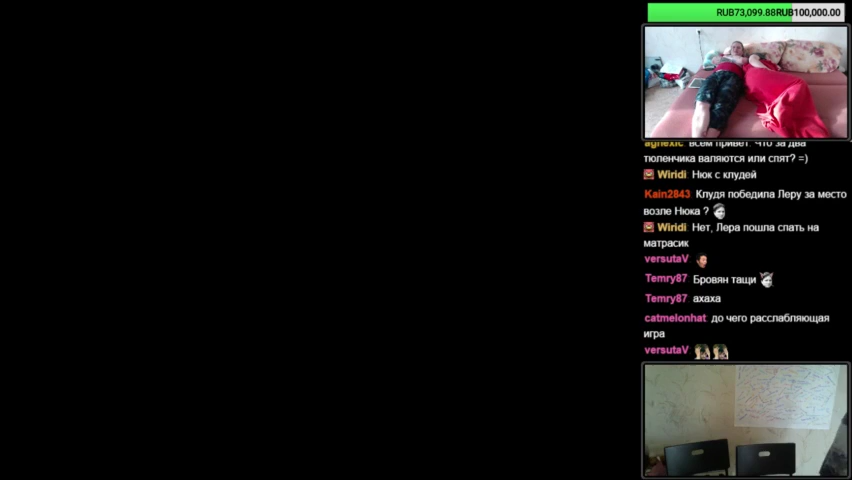 RUB73,099.88RUB100,000.00
agnexic: всем привет. Что за два
тюленчика валяются или спят? =)
Wiridi: Нюк с клудей
Kain2843: Клудя победила Леру за место
возле Нюка ?
Wiridi: Нет, Лера пошла спать на
матрасик
versutaV:
Temry87: Бровян тащи
Temry87: ахаха
catmelonhat: до чего расслабляющая
игра
versutaV: